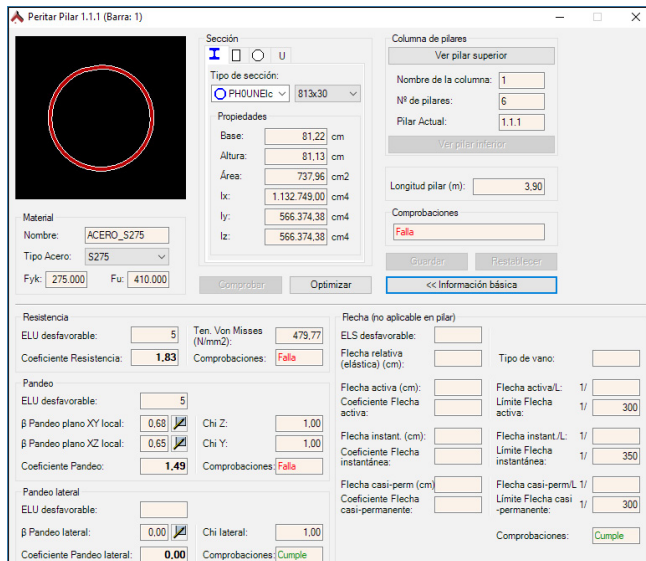 Peritar Pilar 1.1.1 (Barra: 1)
Sección
U
Tipo de sección:
PH0UNEIc
813x30
Propiedades
Base: 81,22 cm
Altura: 81,13 cm
Área: 737,96 cm2
Ix: 1.132.749,00 cm4
Iy: 566.374,38 cm4
Iz: 566.374,38 cm4
Columna de pilares
Ver pilar superior
Nombre de la columna: 1
Nº de pilares: 6
Pilar Actual: 1.1.1
Ver pilar inferior
Longitud pilar (m): 3,90
Material
Nombre: ACERO_S275
Tipo Acero: S275
Fyk: 275.000 Fu: 410.000
Comprobaciones
Falla
Guardar Restablecer
Comprobar Optimizar << Información básica
Resistencia
ELU desfavorable: 5 Ten. Von Misses (N/mm2): 479,77
Coeficiente Resistencia: 1,83 Comprobaciones: Falla
Pandeo
ELU desfavorable: 5
β Pandeo plano XY local: 0,68 Chi Z: 1,00
β Pandeo plano XZ local: 0,65 Chi Y: 1,00
Coeficiente Pandeo: 1,49 Comprobaciones: Falla
Pandeo lateral
ELU desfavorable:
β Pandeo lateral: 0,00 Chi lateral: 1,00
Coeficiente Pandeo lateral: 0,00 Comprobaciones: Cumple
Flecha (no aplicable en pilar)
ELS desfavorable:
Flecha relativa (elástica) (cm): Tipo de vano:
Flecha activa (cm): Flecha activa/L: 1/
Coeficiente Flecha activa: Límite Flecha activa: 1/ 300
Flecha instant. (cm): Flecha instant./L: 1/
Coeficiente Flecha instantánea: Límite Flecha instantánea: 1/ 350
Flecha casi-perm (cm) Flecha casi-perm/L 1/
Coeficiente Flecha casi-permanente: Límite Flecha casi -permanente: 1/ 300
Comprobaciones: Cumple